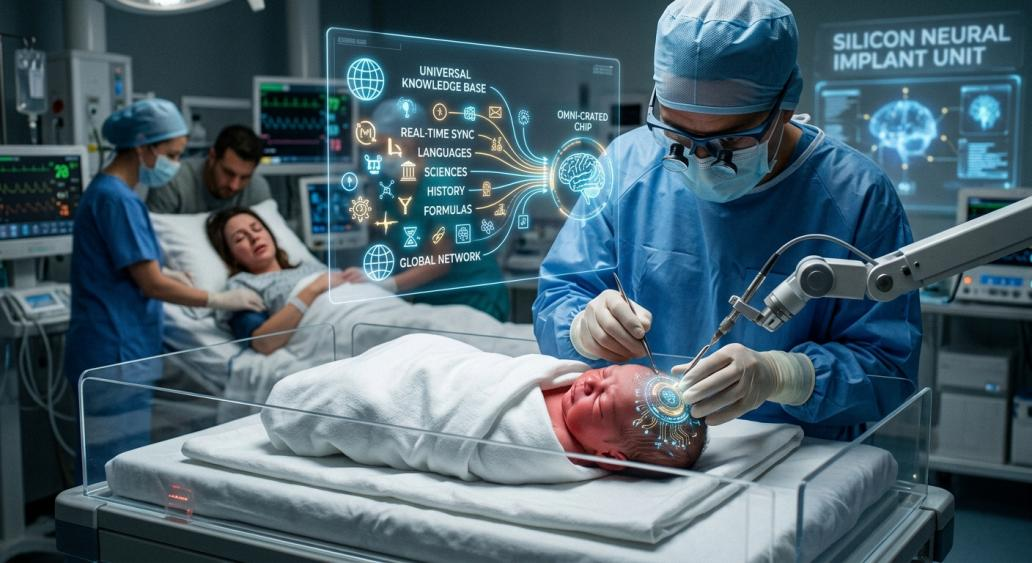 UNIVERSAL
KNOWLEDGE BASE
REAL-TIME SYNC
LANGUAGES
SCIENCES
HISTORY
FORMULAS
GLOBAL NETWORK
OMNI-CRATED
CHIP
SILICON NEURAL
IMPLANT UNIT